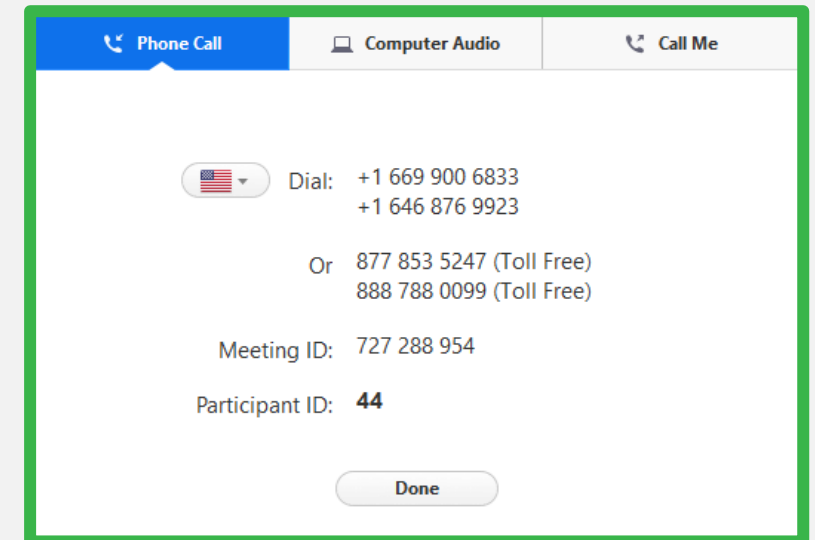 Phone Call
Computer Audio
Call Me
Dial: +1 669 900 6833
+1 646 876 9923
Or 877 853 5247 (Toll Free)
888 788 0099 (Toll Free)
Meeting ID: 727 288 954
Participant ID: 44
Done